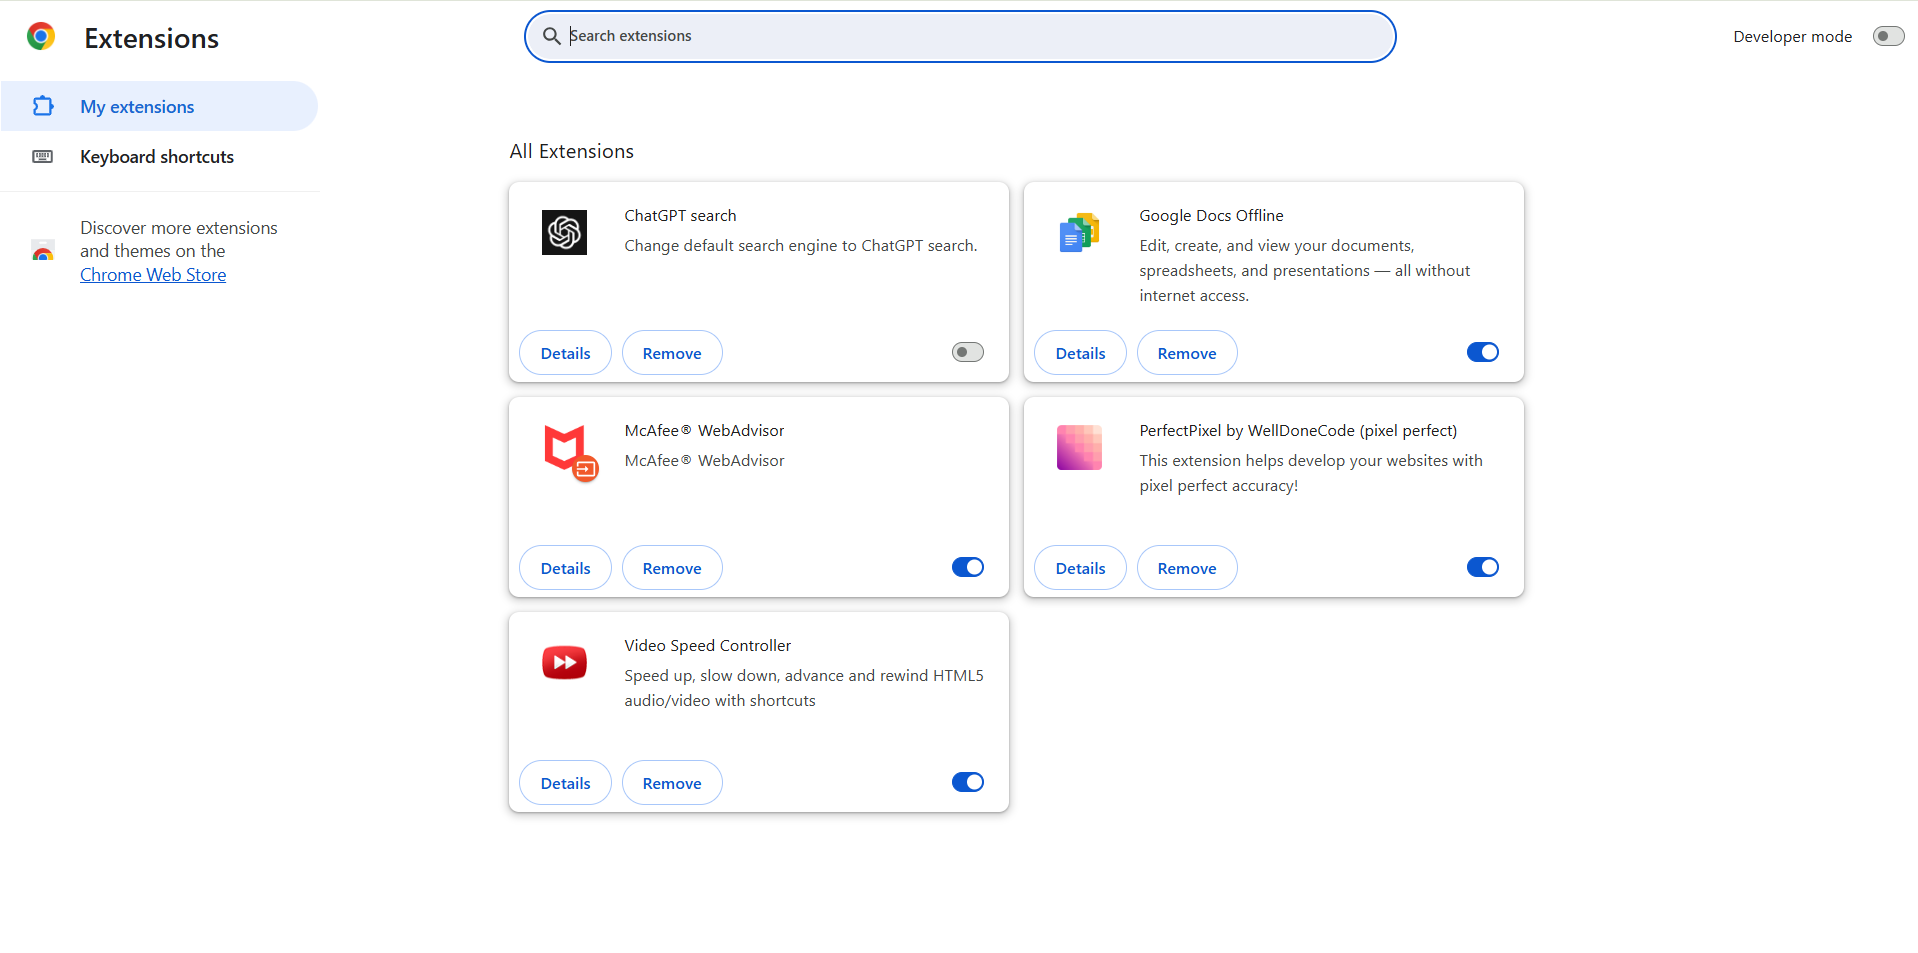 Extensions
Search extensions
Developer mode
My extensions
Keyboard shortcuts
Discover more extensions
and themes on the
Chrome Web Store
All Extensions
ChatGPT search
Change default search engine to ChatGPT search.
Details
Remove
Google Docs Offline
Edit, create, and view your documents,
spreadsheets, and presentations — all without
internet access.
Details
Remove
McAfee® WebAdvisor
McAfee® WebAdvisor
Details
Remove
PerfectPixel by WellDoneCode (pixel perfect)
This extension helps develop your websites with
pixel perfect accuracy!
Details
Remove
Video Speed Controller
Speed up, slow down, advance and rewind HTML5
audio/video with shortcuts
Details
Remove